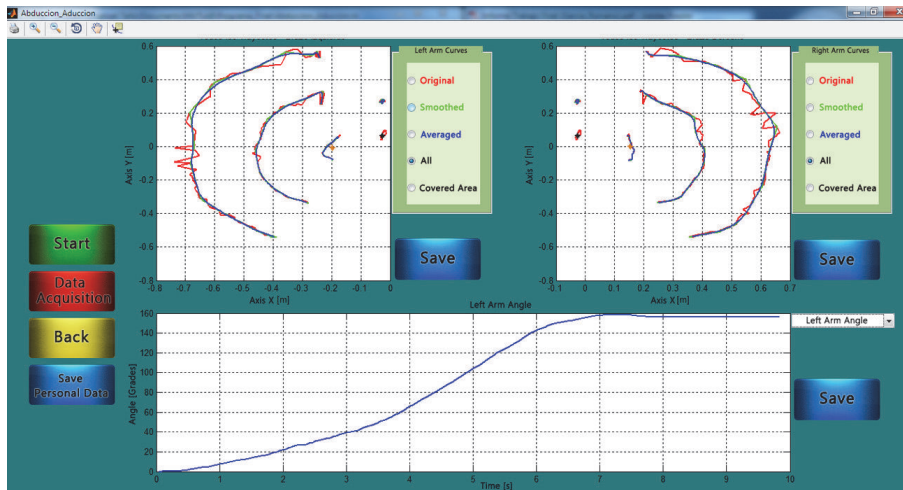 Abduccion_Aduccion
Left Arm Curves
Original
Smoothed
Averaged
All
Covered Area
Right Arm Curves
Original
Smoothed
Averaged
All
Covered Area
Axis Y [m]
0.6
0.4
0.2
0
-0.2
-0.4
-0.6
-0.8
-0.8 -0.7 -0.6 -0.5 -0.4 -0.3 -0.2 -0.1 0
Axis X [m]
Axis Y [m]
0.6
0.4
0.2
0
-0.2
-0.4
-0.6
-0.8
-0.1 0 0.1 0.2 0.3 0.4 0.5 0.6 0.7
Axis X [m]
Save
Save
Start
Data
Acquisition
Back
Save
Personal Data
Left Arm Angle
Angle [Grades]
160
140
120
100
80
60
40
20
0
0 1 2 3 4 5 6 7 8 9 10
Time [s]
Left Arm Angle
Save